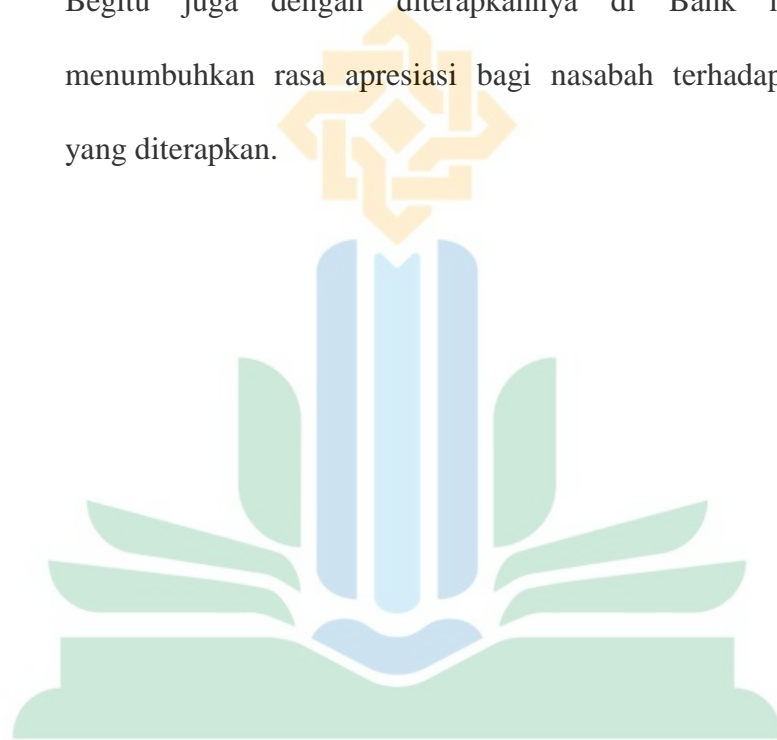 Begitu juga dengan diterapkannya di Bank
menumbuhkan rasa apresiasi bagi nasabah terhadap
yang diterapkan.